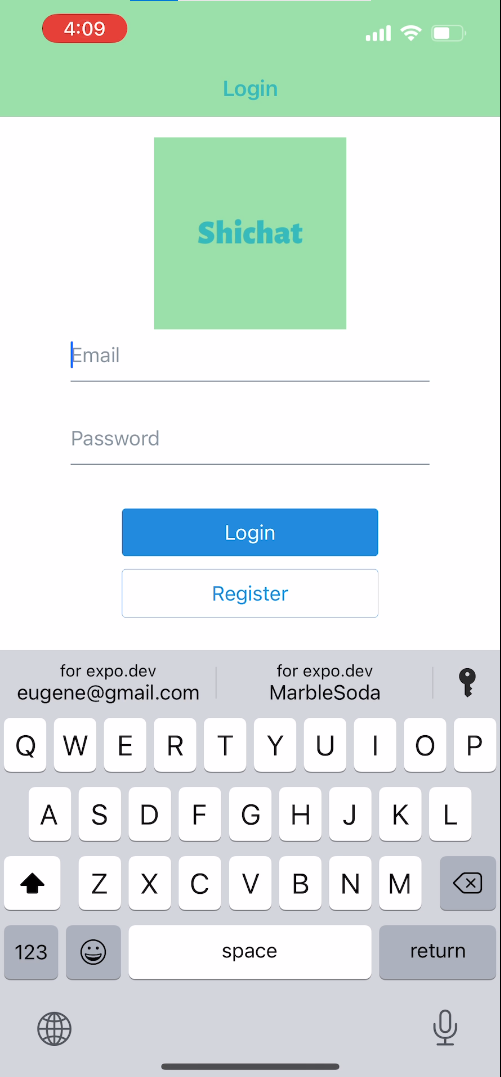 4:09
Login
Shichat
Email
Password
Login
Register
for expo.dev
eugene@gmail.com
for expo.dev
MarbleSoda
Q W E R T Y U I O P
A S D F G H J K L
Z X C V B N M
123 space return